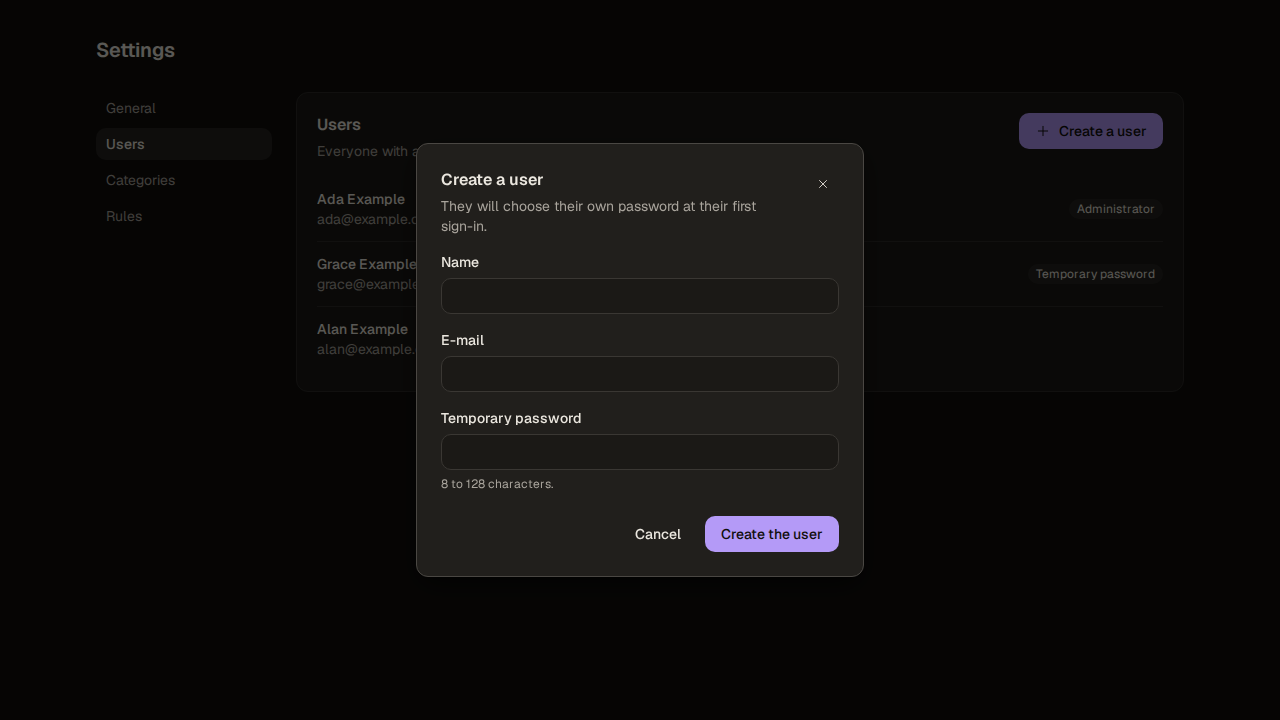 Settings
General
Users
Categories
Rules
Users
Everyone with a
Create a user
Ada Example
ada@example.c
Administrator
Grace Example
grace@example
Temporary password
Alan Example
alan@example.
Create a user
They will choose their own password at their first
sign-in.
Name
E-mail
Temporary password
8 to 128 characters.
Cancel
Create the user